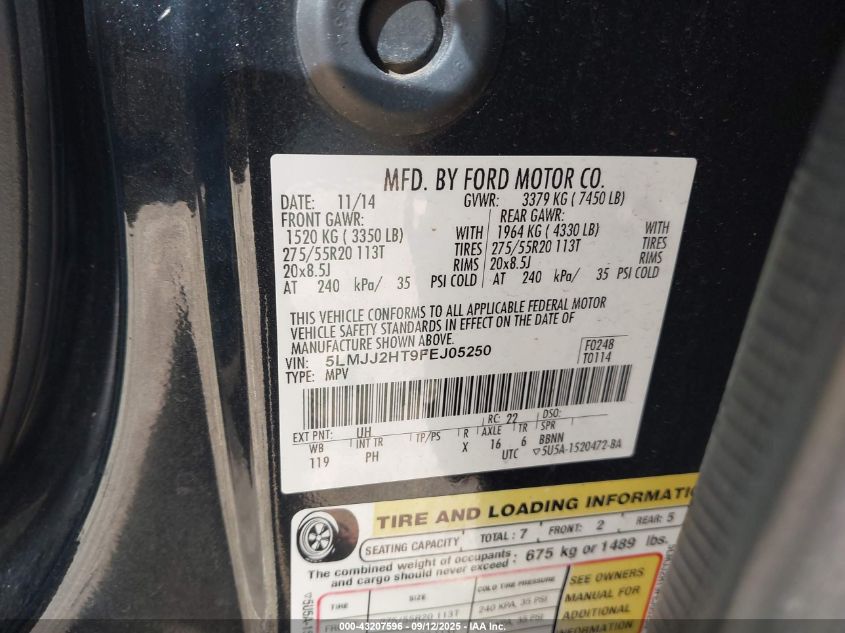 MFD. BY FORD MOTOR CO.
DATE: 11/14 GVWR: 3379 KG ( 7450 LB)
FRONT GAWR: REAR GAWR:
1520 KG ( 3350 LB) WITH 1964 KG ( 4330 LB) WITH
275/55R20 113T TIRES 275/55R20 113T TIRES
20x8.5J RIMS 20x8.5J RIMS
AT 240 kPa/ 35 PSI COLD AT 240 kPa/ 35 PSI COLD
THIS VEHICLE CONFORMS TO ALL APPLICABLE FEDERAL MOTOR
VEHICLE SAFETY STANDARDS IN EFFECT ON THE DATE OF
MANUFACTURE SHOWN ABOVE.
VIN: 5LMJJ2HT9FEJ05250 F0248
TYPE: MPV T0114
RC: 22 DSO:
EXT PNT: UH
WB INT TR TP/PS R AXLE TR SPR
119 PH X 16 6 BBNN
UTC ▽5U5A-1520472-BA
TIRE AND LOADING INFORMATIO
SEATING CAPACITY TOTAL : 7 FRONT: 2 REAR: 5
The combined weight of occupants
and cargo should never exceed : 675 kg or 1489 lbs.
TIRE SIZE COLD TIRE PRESSURE SEE OWNERS
MANUAL FOR
113T 240 KPA, 35 PSI ADDITIONAL
INFORMATION
000-43207596 - 09/12/2025 - IAA Inc.